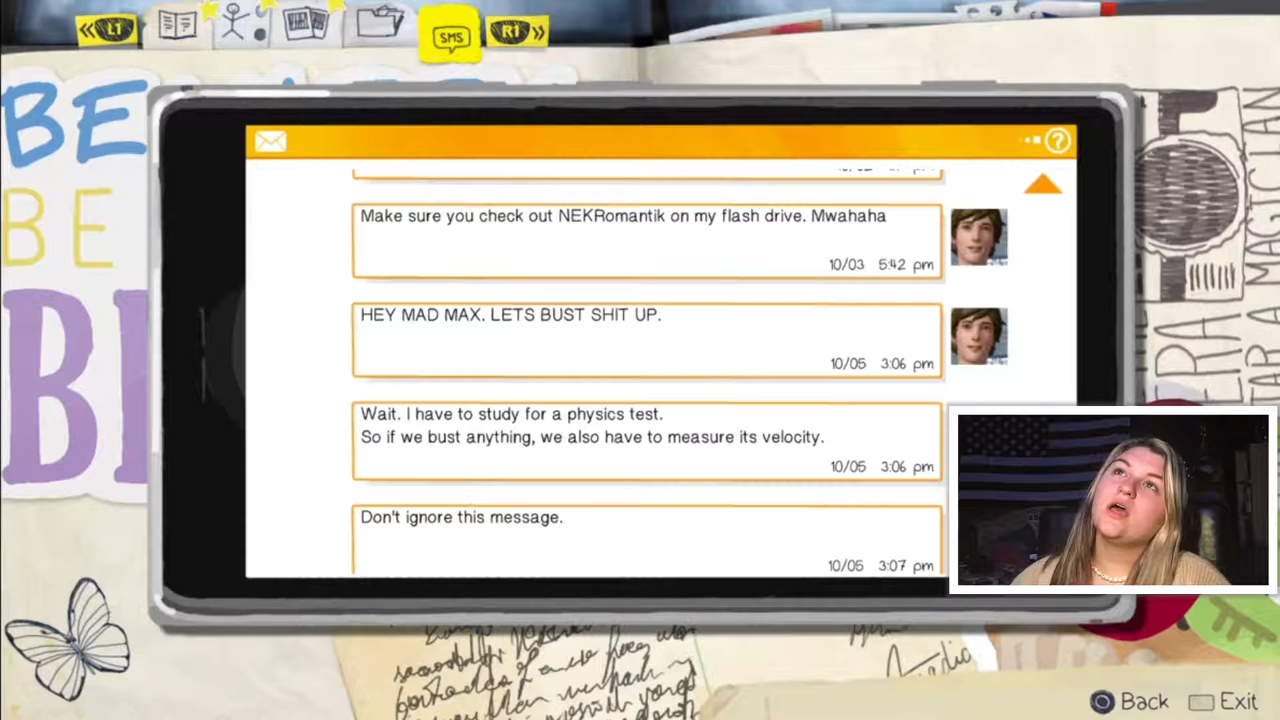 L1
SMS
R1
BE
BE
Make sure you check out NEKRomantik on my flash drive. Mwahaha
10/03 5:42 pm
HEY MAD MAX. LETS BUST SHIT UP.
10/05 3:06 pm
Wait. I have to study for a physics test.
So if we bust anything, we also have to measure its velocity.
10/05 3:06 pm
Don't ignore this message.
10/05 3:07 pm
Back
Exit